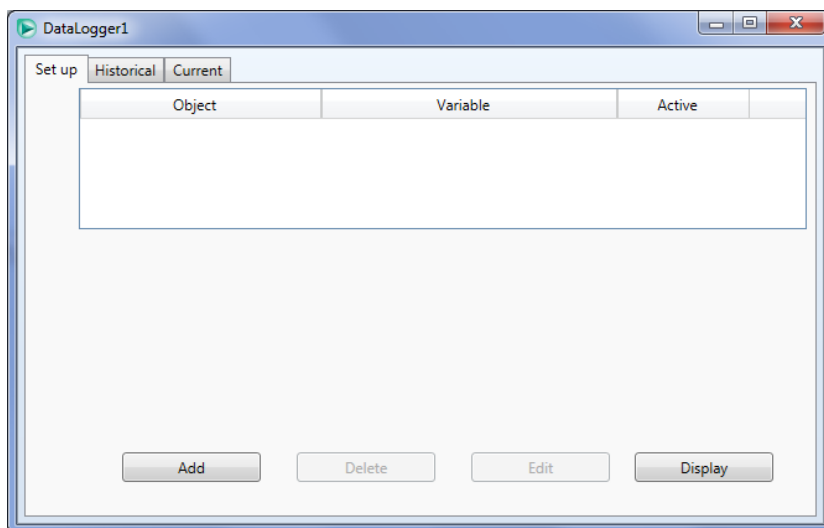 DataLogger1
Set up Historical Current
Object Variable Active
Add Delete Edit Display